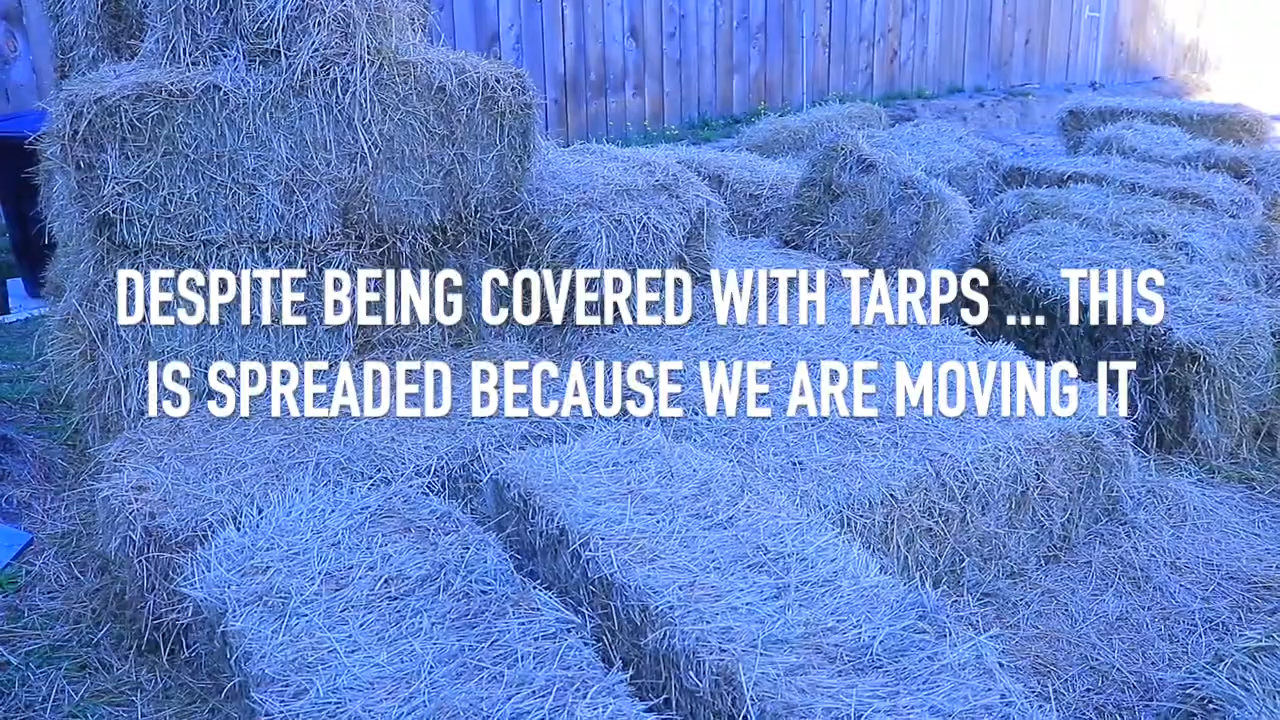 DESPITE BEING COVERED WITH TARPS ... THIS
IS SPREADED BECAUSE WE ARE MOVING IT